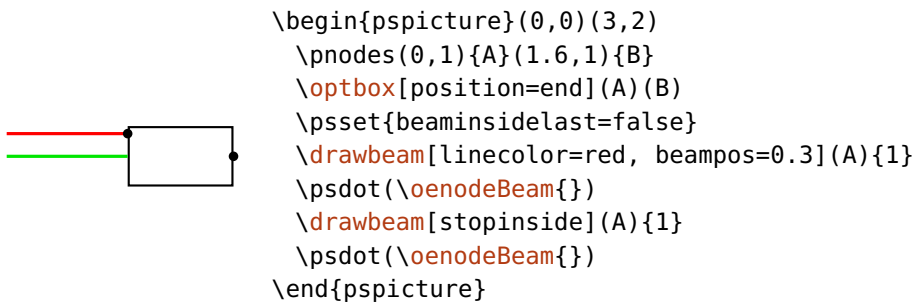 \begin{pspicture}(0,0)(3,2)
\pnodes(0,1){A}(1.6,1){B}
\optbox[position=end](A)(B)
\psset{beaminsidelast=false}
\drawbeam[linecolor=red, beampos=0.3](A){1}
\psdot(\oenodeBeam{})
\drawbeam[stopinside](A){1}
\psdot(\oenodeBeam{})
\end{pspicture}